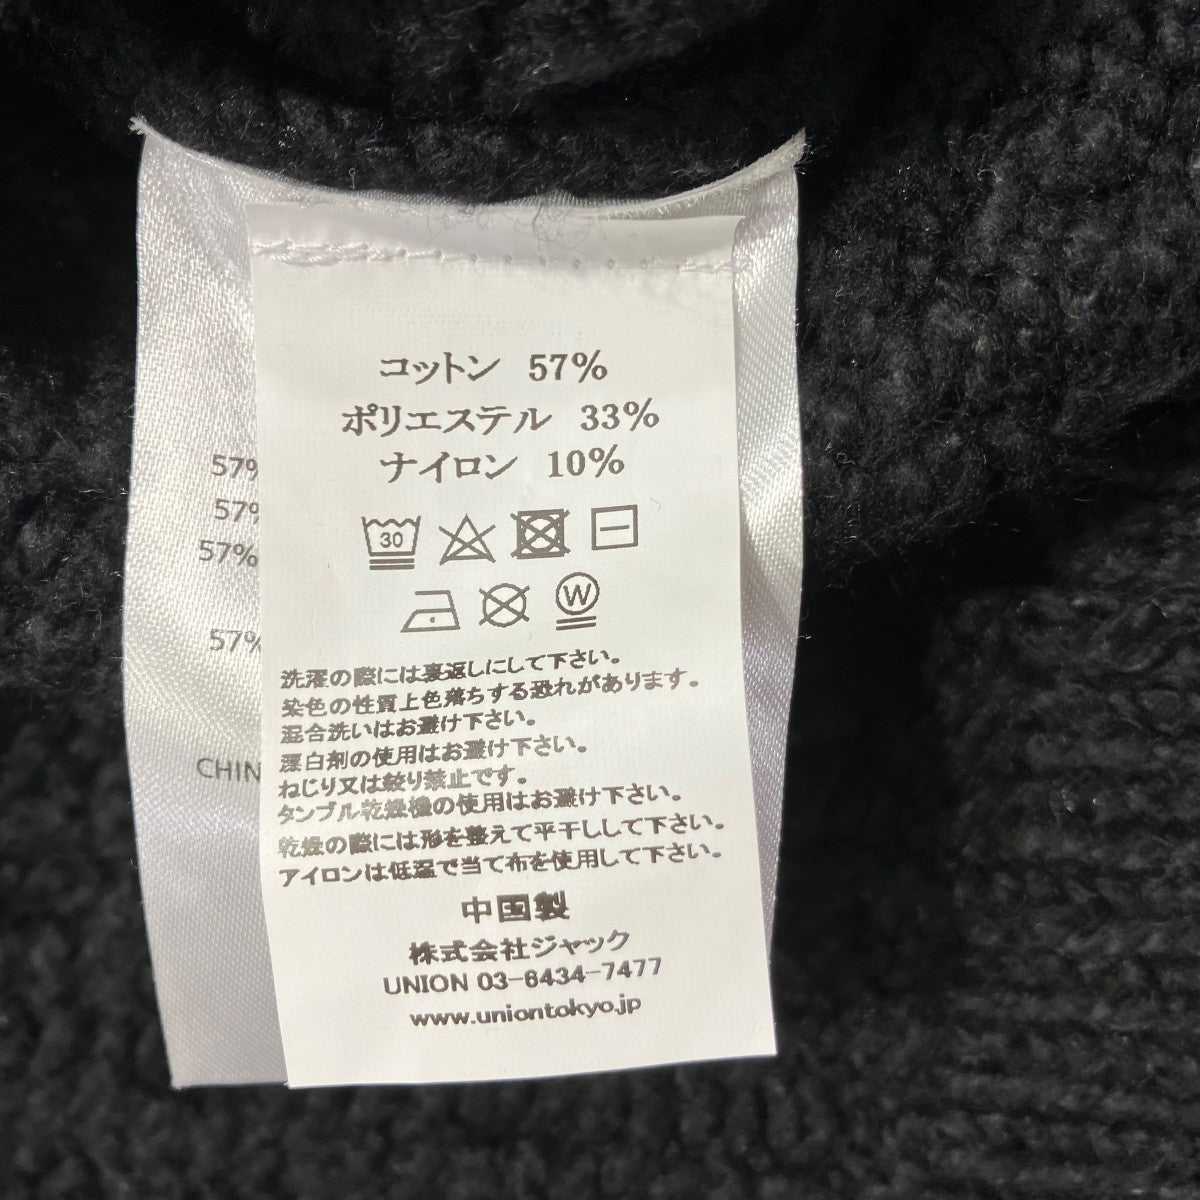 コットン 57%
ポリエステル 33%
ナイロン 10%
30
W
洗濯の際には裏返しにして下さい。
染色の性質上色落ちする恐れがあります。
混合洗いはお避け下さい。
漂白剤の使用はお避け下さい。
ねじり又は絞り禁止です。
タンブル乾燥機の使用はお避け下さい。
乾燥の際には形を整えて平干しして下さい。
アイロンは低温で当て布を使用して下さい。
中国製
株式会社ジャック
UNION 03-6434-7477
www.uniontokyo.jp
57%
57%
57%
57%
CHIN